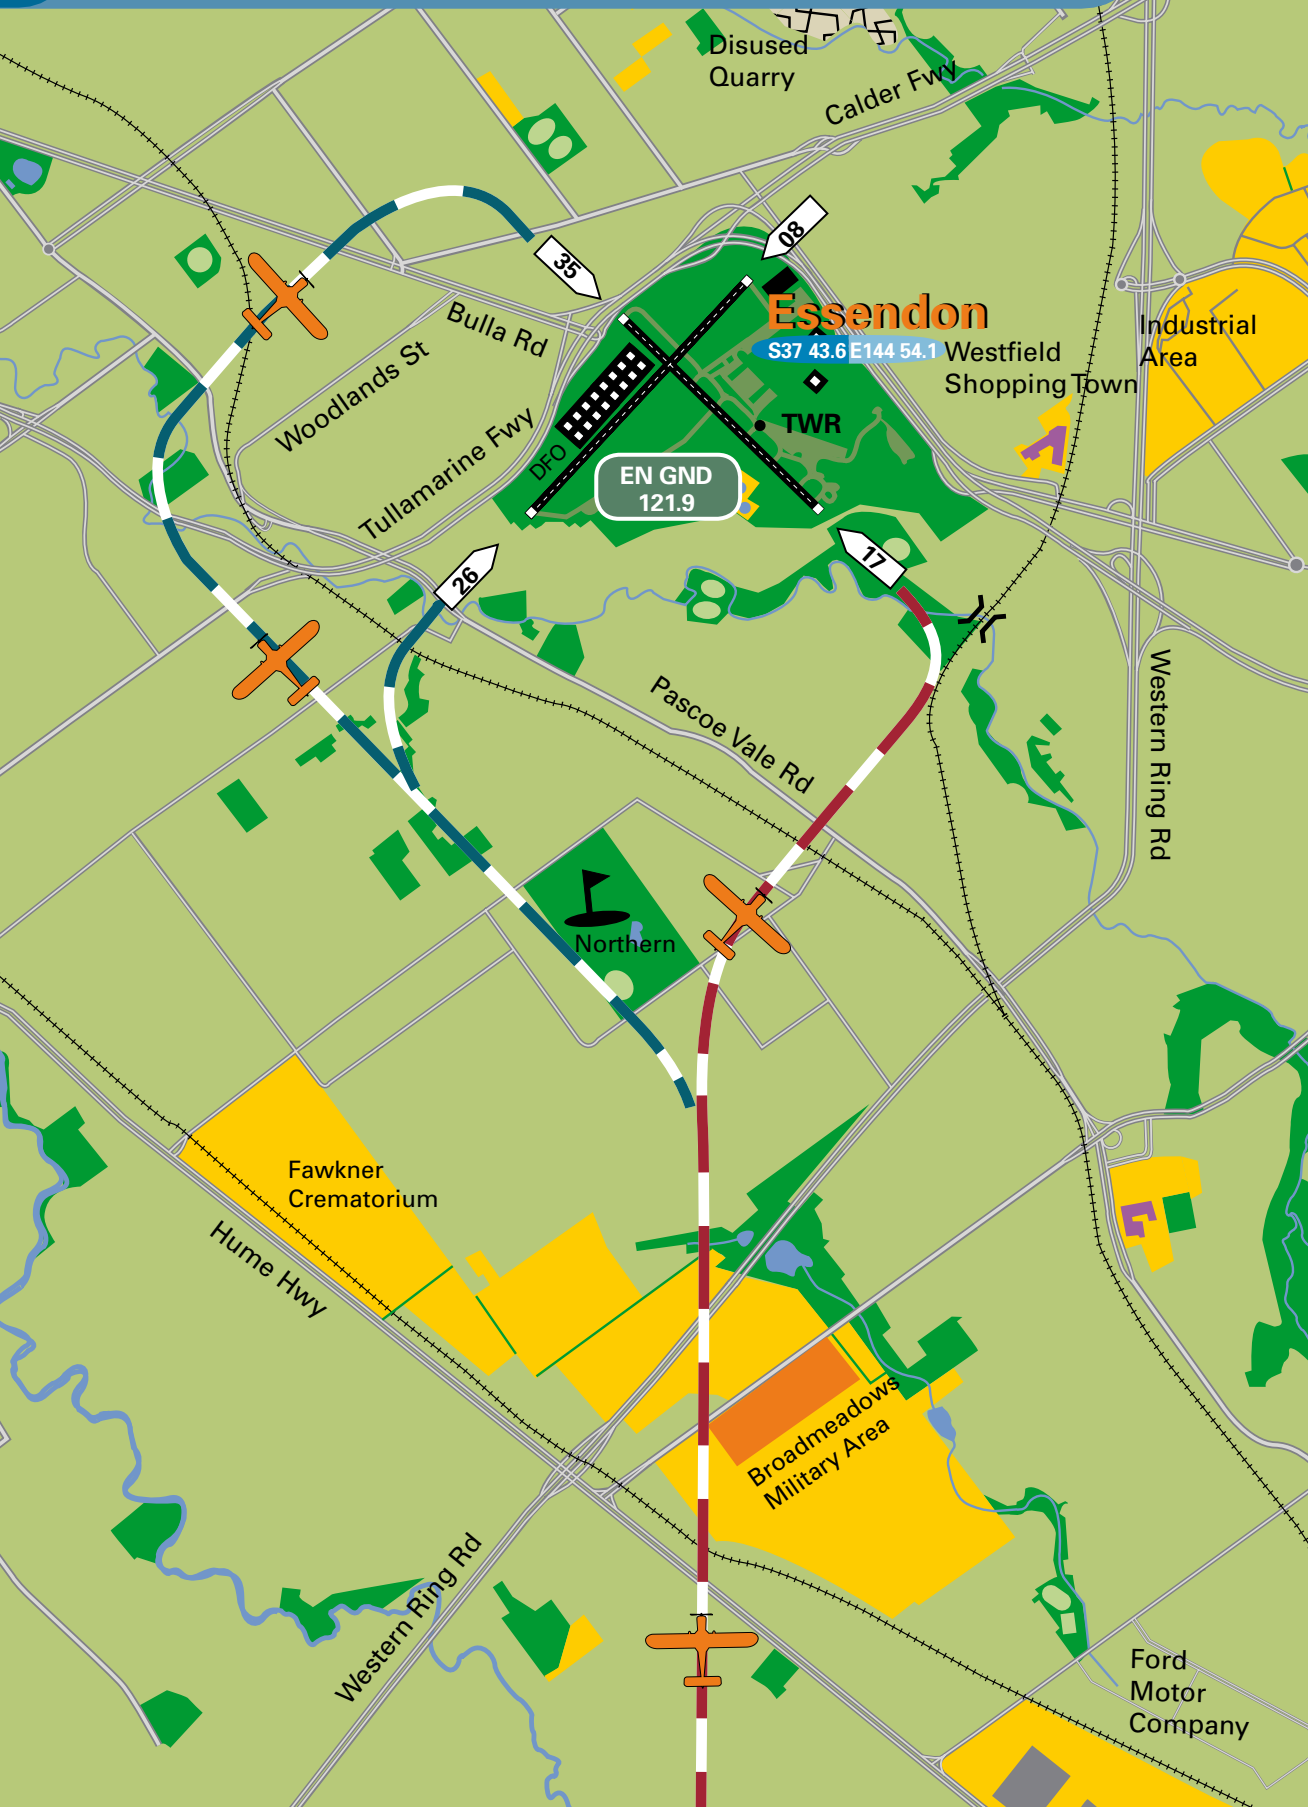 Disused
Quarry
Calder Fwy
08
35
Essendon
S37 43.6 E144 54.1
Bulla Rd
Industrial
Area
Westfield
Shopping Town
Woodlands St
TWR
Tullamarine Fwy
DFO
EN GND
121.9
17
26
Pascoe Vale Rd
Western Ring Rd
Northern
Fawkner
Crematorium
Hume Hwy
Broadmeadows
Military Area
Western Ring Rd
Ford
Motor
Company